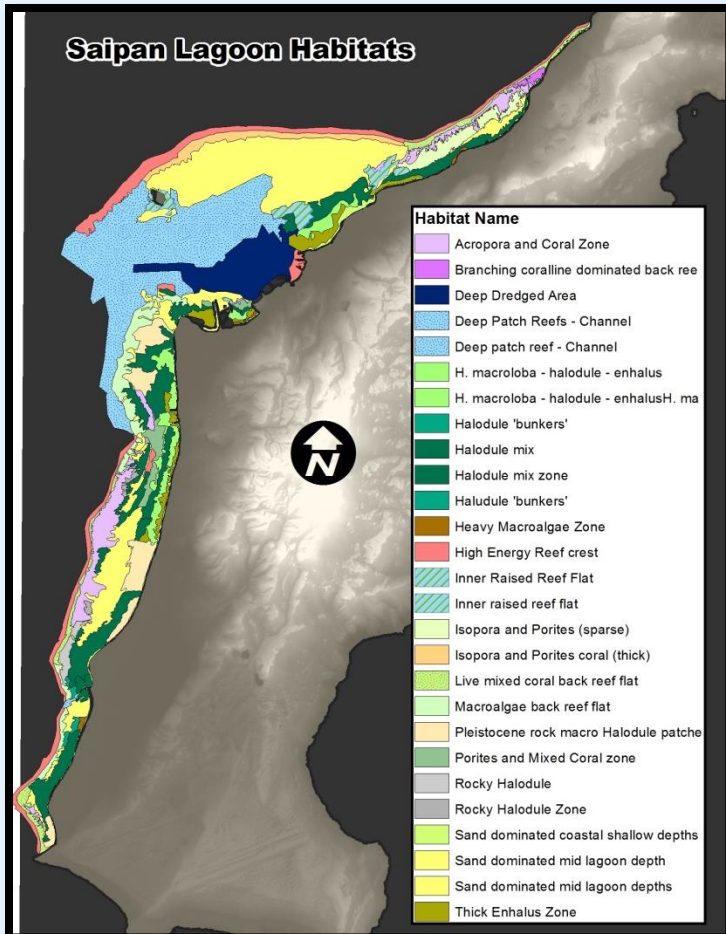 Saipan Lagoon Habitats
Habitat Name
Acropora and Coral Zone
Branching coralline dominated back ree
Deep Dredged Area
Deep Patch Reefs - Channel
Deep patch reef - Channel
H. macroloba - halodule - enhalus
H. macroloba - halodule - enhalusH. ma
Halodule 'bunkers'
Halodule mix
Halodule mix zone
Haludule 'bunkers'
Heavy Macroalgae Zone
High Energy Reef crest
Inner Raised Reef Flat
Inner raised reef flat
Isopora and Porites (sparse)
Isopora and Porites coral (thick)
Live mixed coral back reef flat
Macroalgae back reef flat
Pleistocene rock macro Halodule patche
Porites and Mixed Coral zone
Rocky Halodule
Rocky Halodule Zone
Sand dominated coastal shallow depths
Sand dominated mid lagoon depth
Sand dominated mid lagoon depths
Thick Enhalus Zone
N